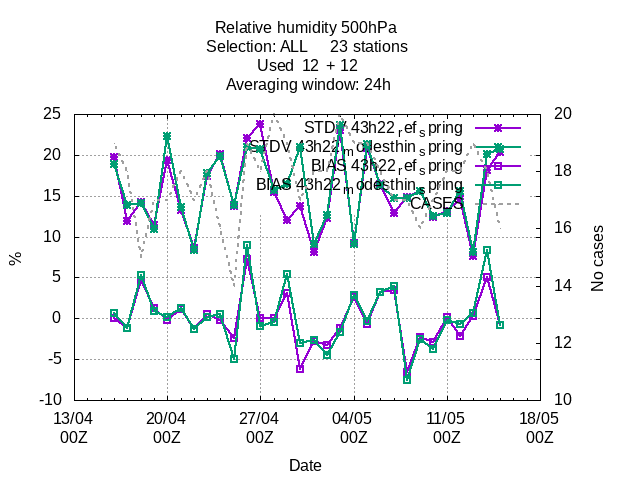 Relative humidity 500hPa
Selection: ALL 23 stations
Used 12 + 12
Averaging window: 24h
25
20
15
10
5
0
-5
-10
%
20
18
16
14
12
10
No cases
STDV 43h22_ref_spring
STDV 43h22_modesthin_spring
BIAS 43h22_ref_spring
BIAS 43h22_modesthin_spring
CASES
13/04 20/04 27/04 04/05 11/05 18/05
00Z 00Z 00Z 00Z 00Z 00Z
Date